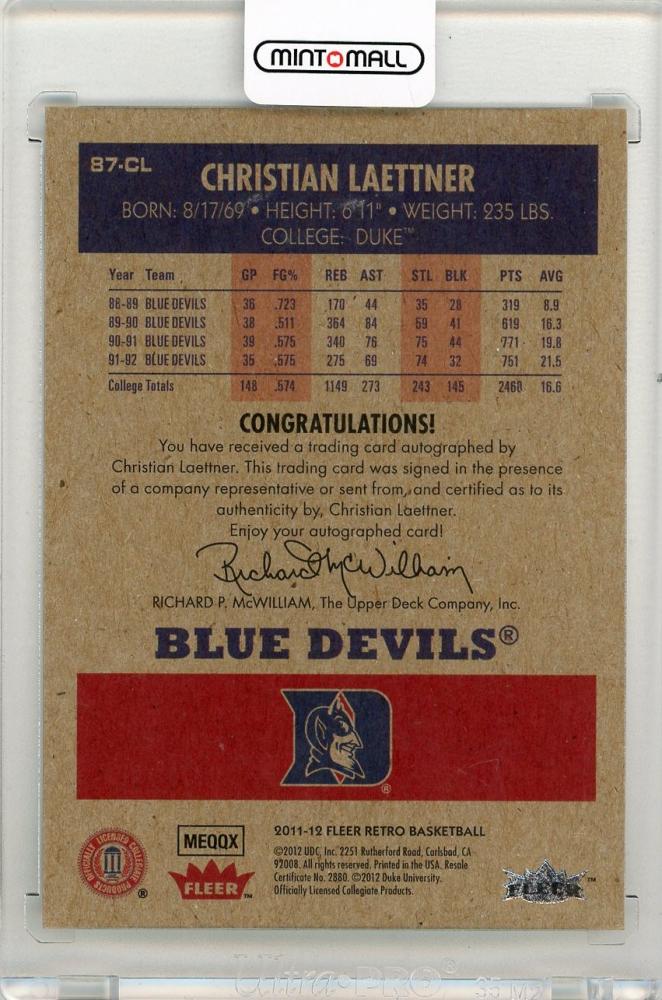 MINT MALL
87-CL
CHRISTIAN LAETTNER
BORN: 8/17/69 • HEIGHT: 6'11" • WEIGHT: 235 LBS.
COLLEGE: DUKE™
Year Team GP FG% REB AST STL BLK PTS AVG
88-89 BLUE DEVILS 36 .723 170 44 35 28 319 8.9
89-90 BLUE DEVILS 38 .511 364 84 59 41 619 16.3
90-91 BLUE DEVILS 39 .575 340 76 75 44 771 19.8
91-92 BLUE DEVILS 35 .575 275 69 74 32 751 21.5
College Totals 148 .574 1149 273 243 145 2460 16.6
CONGRATULATIONS!
You have received a trading card autographed by
Christian Laettner. This trading card was signed in the presence
of a company representative or sent from, and certified as to its
authenticity by, Christian Laettner.
Enjoy your autographed card!
Richard McWilliam
RICHARD P. McWILLIAM, The Upper Deck Company, Inc.
BLUE DEVILS®
®
OFFICIALLY LICENSED COLLEGIATE PRODUCTS ®
MEQQX
FLEER™
2011-12 FLEER RETRO BASKETBALL
©2012 UDC, Inc. 2251 Rutherford Road, Carlsbad, CA
92008. All rights reserved. Printed in the USA. Resale
Certificate No. 2880. ©2012 Duke University.
Officially Licensed Collegiate Products.
FLEER™
Ultra•PRO®